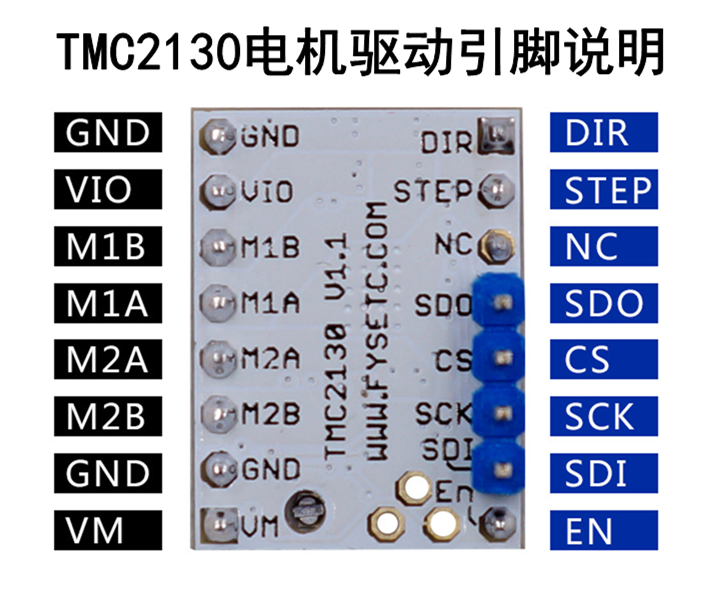 TMC2130电机驱动引脚说明
GND GND DIR DIR
VIO VIO STEP STEP
M1B M1B NC NC
M1A M1A SDO SDO
M2A M2A CS CS
M2B M2B SCK SCK
GND GND SDI SDI
VM VM En EN
TMC2130 V1.1
WWW.FYSETC.COM